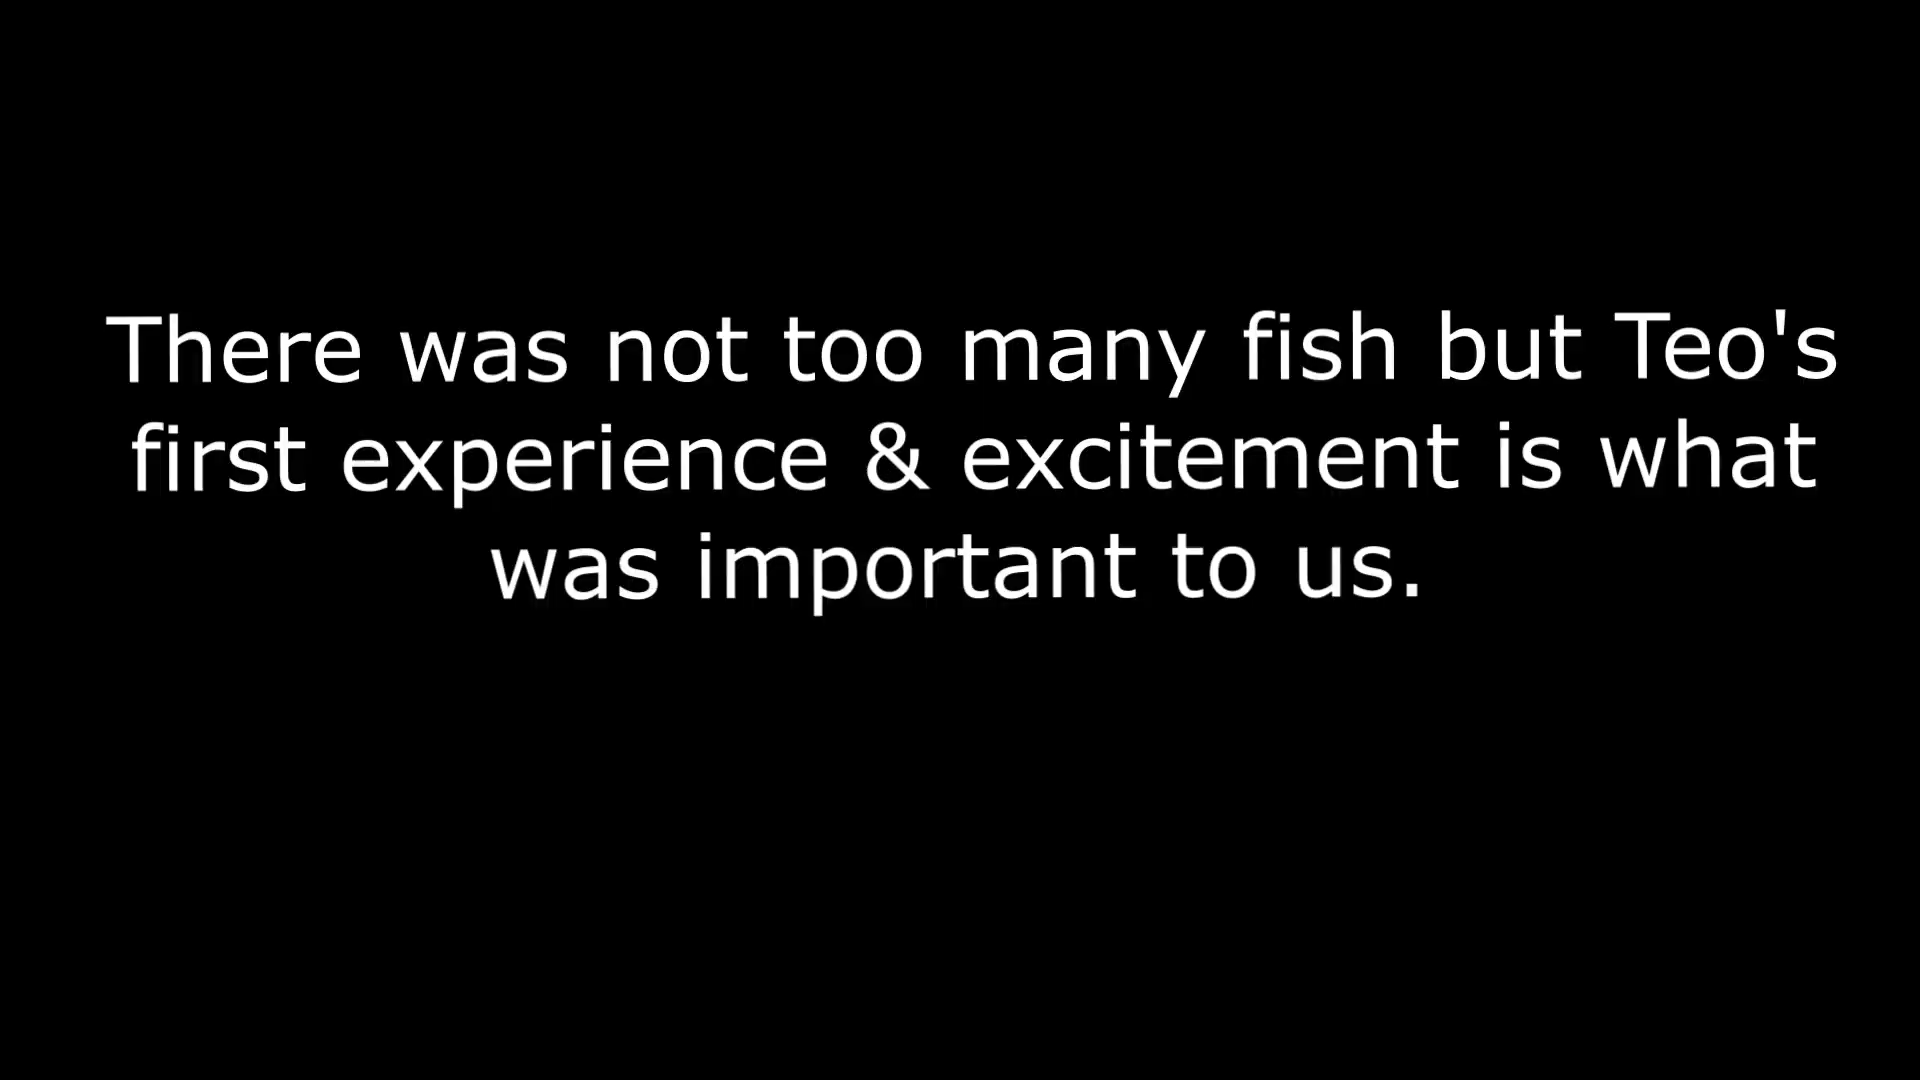 There was not too many fish but Teo's
first experience & excitement is what
was important to us.